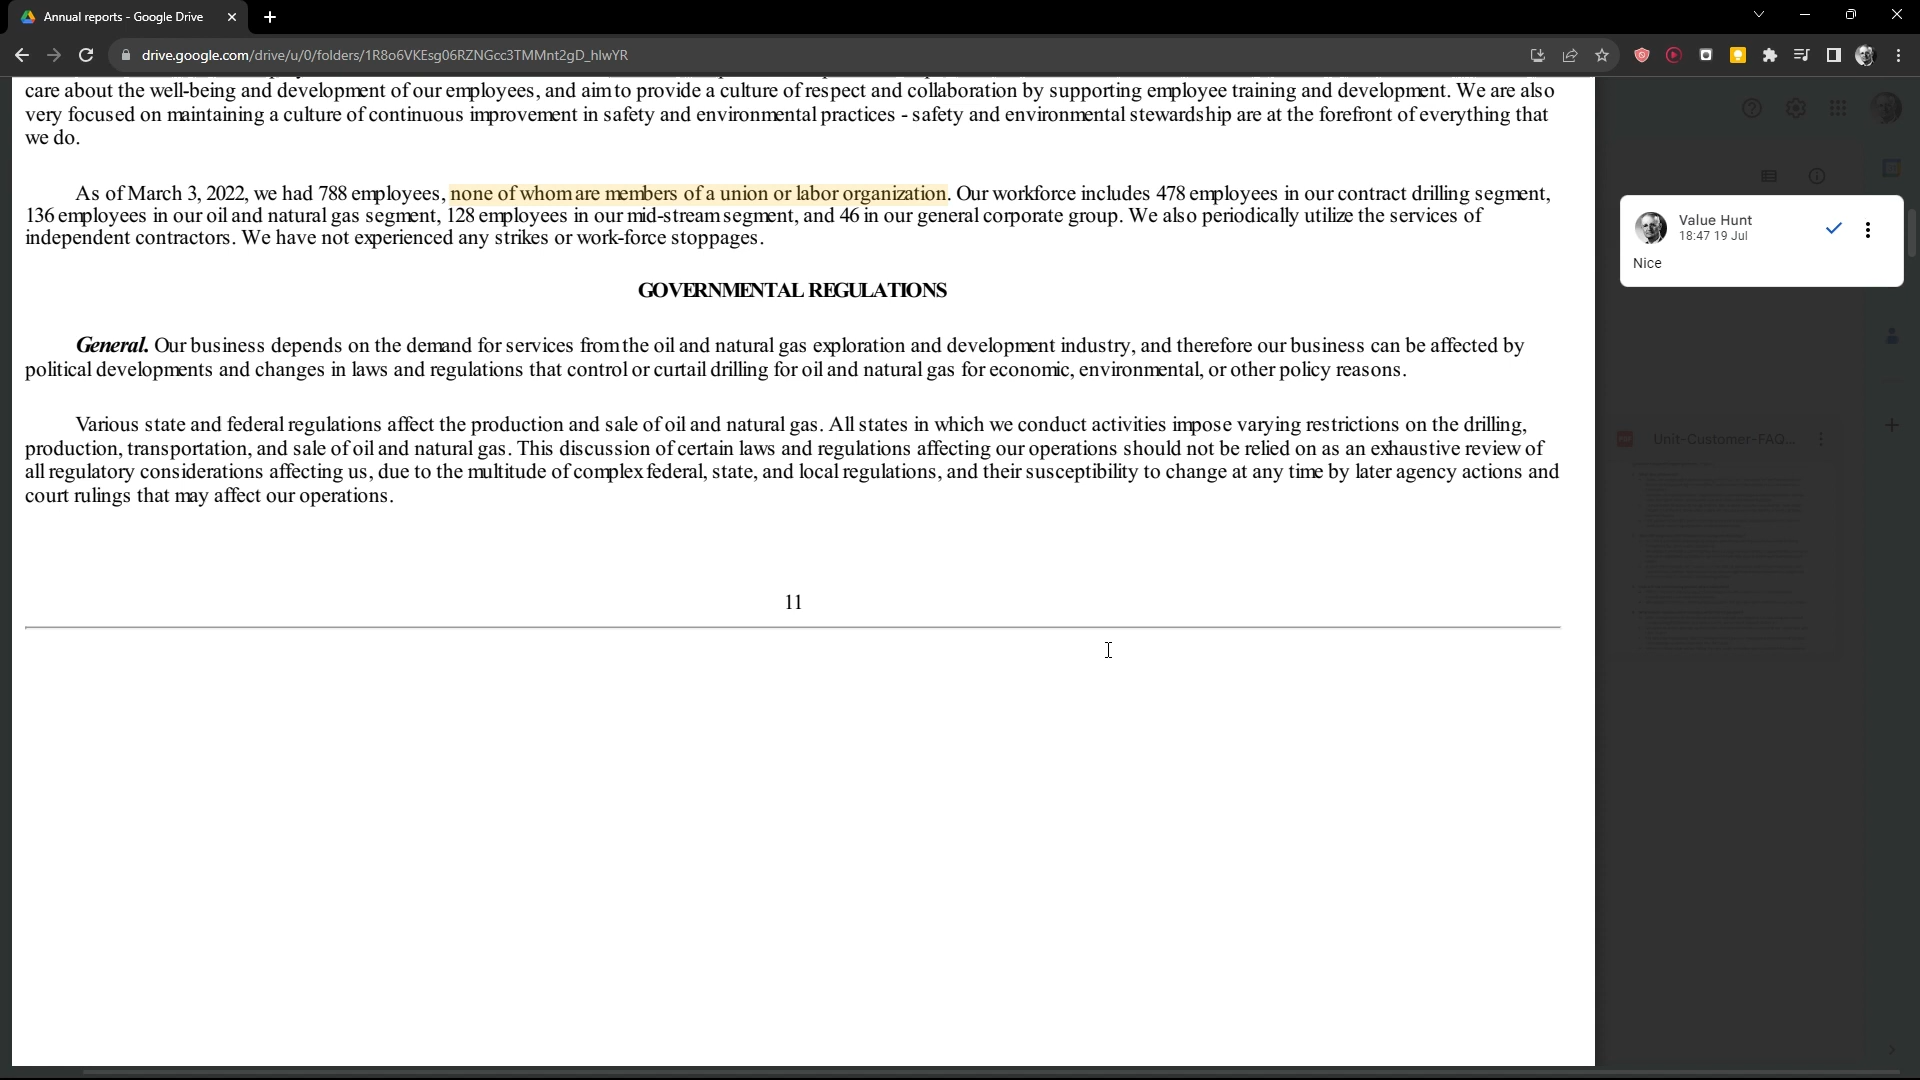 Annual reports - Google Drive
drive.google.com/drive/u/0/folders/1R8o6VKEsg06RZNGcc3TMMnt2gD_hlwYR
care about the well-being and development of our employees, and aim to provide a culture of respect and collaboration by supporting employee training and development. We are also
very focused on maintaining a culture of continuous improvement in safety and environmental practices - safety and environmental stewardship are at the forefront of everything that
we do.
As of March 3, 2022, we had 788 employees, none of whom are members of a union or labor organization. Our workforce includes 478 employees in our contract drilling segment,
136 employees in our oil and natural gas segment, 128 employees in our mid-stream segment, and 46 in our general corporate group. We also periodically utilize the services of
independent contractors. We have not experienced any strikes or work-force stoppages.
Value Hunt
18:47 19 Jul
Nice
GOVERNMENTAL REGULATIONS
General. Our business depends on the demand for services from the oil and natural gas exploration and development industry, and therefore our business can be affected by
political developments and changes in laws and regulations that control or curtail drilling for oil and natural gas for economic, environmental, or other policy reasons.
Various state and federal regulations affect the production and sale of oil and natural gas. All states in which we conduct activities impose varying restrictions on the drilling,
production, transportation, and sale of oil and natural gas. This discussion of certain laws and regulations affecting our operations should not be relied on as an exhaustive review of
all regulatory considerations affecting us, due to the multitude of complex federal, state, and local regulations, and their susceptibility to change at any time by later agency actions and
court rulings that may affect our operations.
Unit-Customer-FAQ...
11